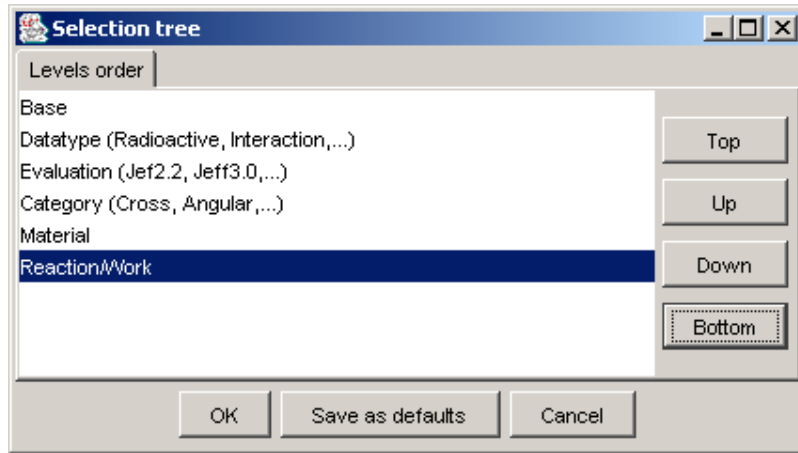 Selection tree
Levels order
Base
Datatype (Radioactive, Interaction,...)
Evaluation (Jef2.2, Jeff3.0,...)
Category (Cross, Angular,...)
Material
Reaction/Work
Top
Up
Down
Bottom
OK
Save as defaults
Cancel